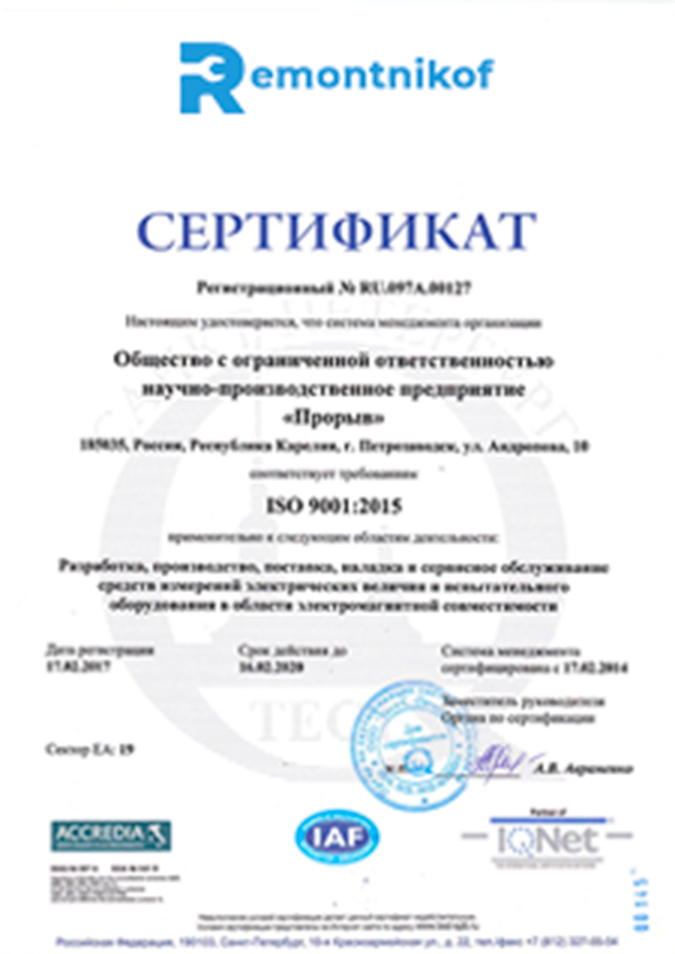 Remontnikof
СЕРТИФИКАТ
Регистрационный № RU.097A.00127
Настоящим удостоверяется, что система менеджмента организации
Общество с ограниченной ответственностью
научно-производственное предприятие
«Прорыв»
185035, Россия, Республика Карелия, г. Петрозаводск, ул. Андропова, 10
соответствует требованиям
ISO 9001:2015
применительно к следующим областям деятельности:
Разработка, производство, поставка, наладка и сервисное обслуживание
средств измерений электрических величин и испытательного
оборудования в области электромагнитной совместимости
Дата регистрации Срок действия до Система менеджмента
17.02.2017 16.02.2020 сертифицирована с 17.02.2014
Заместитель руководителя
Органа по сертификации
Сектор EA: 19
А.В. Авраменко
TEC
ACCREDIA
IAF
Partner of
IQNet
00145
Российская Федерация, 190103, Санкт-Петербург, 10-я Красноармейская ул., д. 22, тел./факс +7 (812)